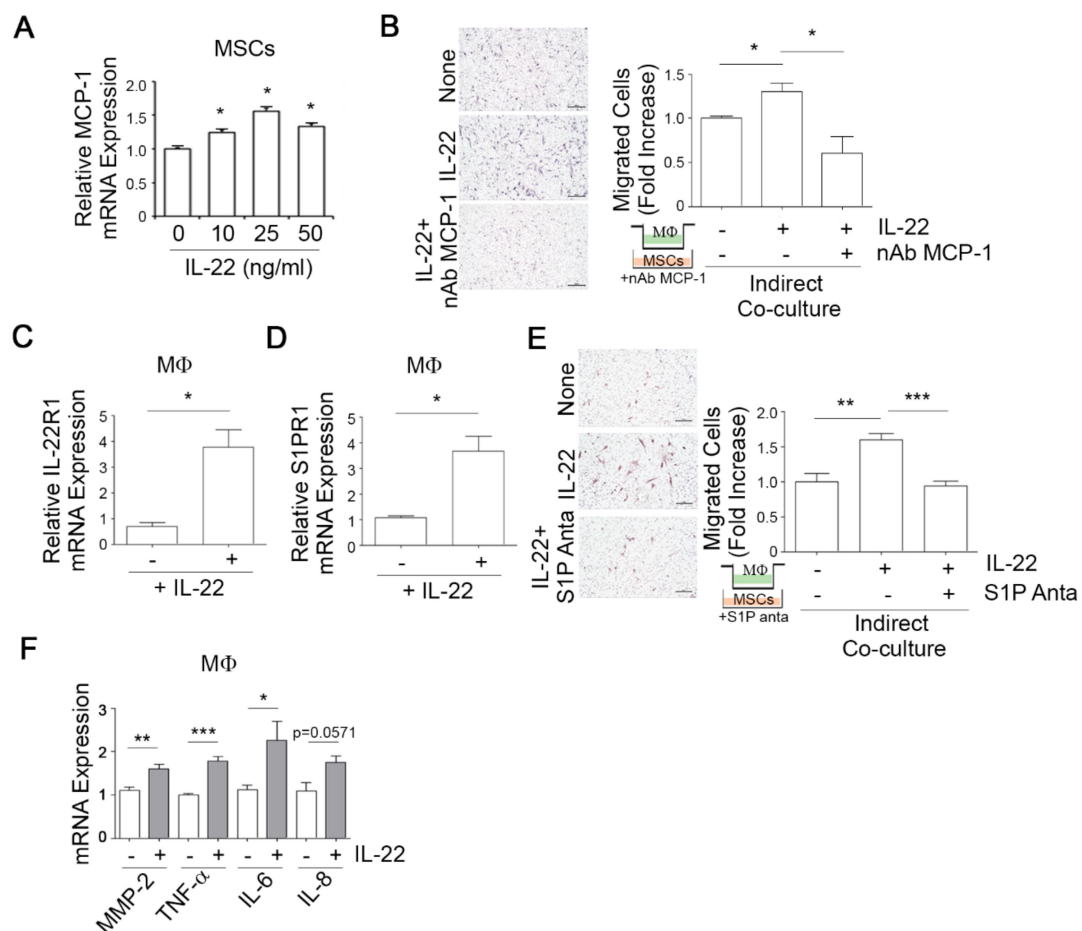 A
MSCs
Relative MCP-1
mRNA Expression
2.0
1.5
1.0
0.5
0
*
*
*
0 10 25 50
IL-22 (ng/ml)
B
None
IL-22
IL-22+
nAb MCP-1
Migrated Cells
(Fold Increase)
1.5
1.0
0.5
0
*
*
MΦ
MSCs
+nAb MCP-1
- + + IL-22
- - + nAb MCP-1
Indirect
Co-culture
C
MΦ
Relative IL-22R1
mRNA Expression
5
4
3
2
1
0
*
- +
+ IL-22
D
MΦ
Relative S1PR1
mRNA Expression
5
4
3
2
1
0
*
- +
+ IL-22
E
None
IL-22
IL-22+
S1P Anta
Migrated Cells
(Fold Increase)
2.0
1.5
1.0
0.5
0
**
***
MΦ
MSCs
+S1P anta
- + + IL-22
- - + S1P Anta
Indirect
Co-culture
F
MΦ
mRNA Expression
3
2
1
0
**
***
*
p=0.0571
- + - + - + - + IL-22
MMP-2
TNF-α
IL-6
IL-8